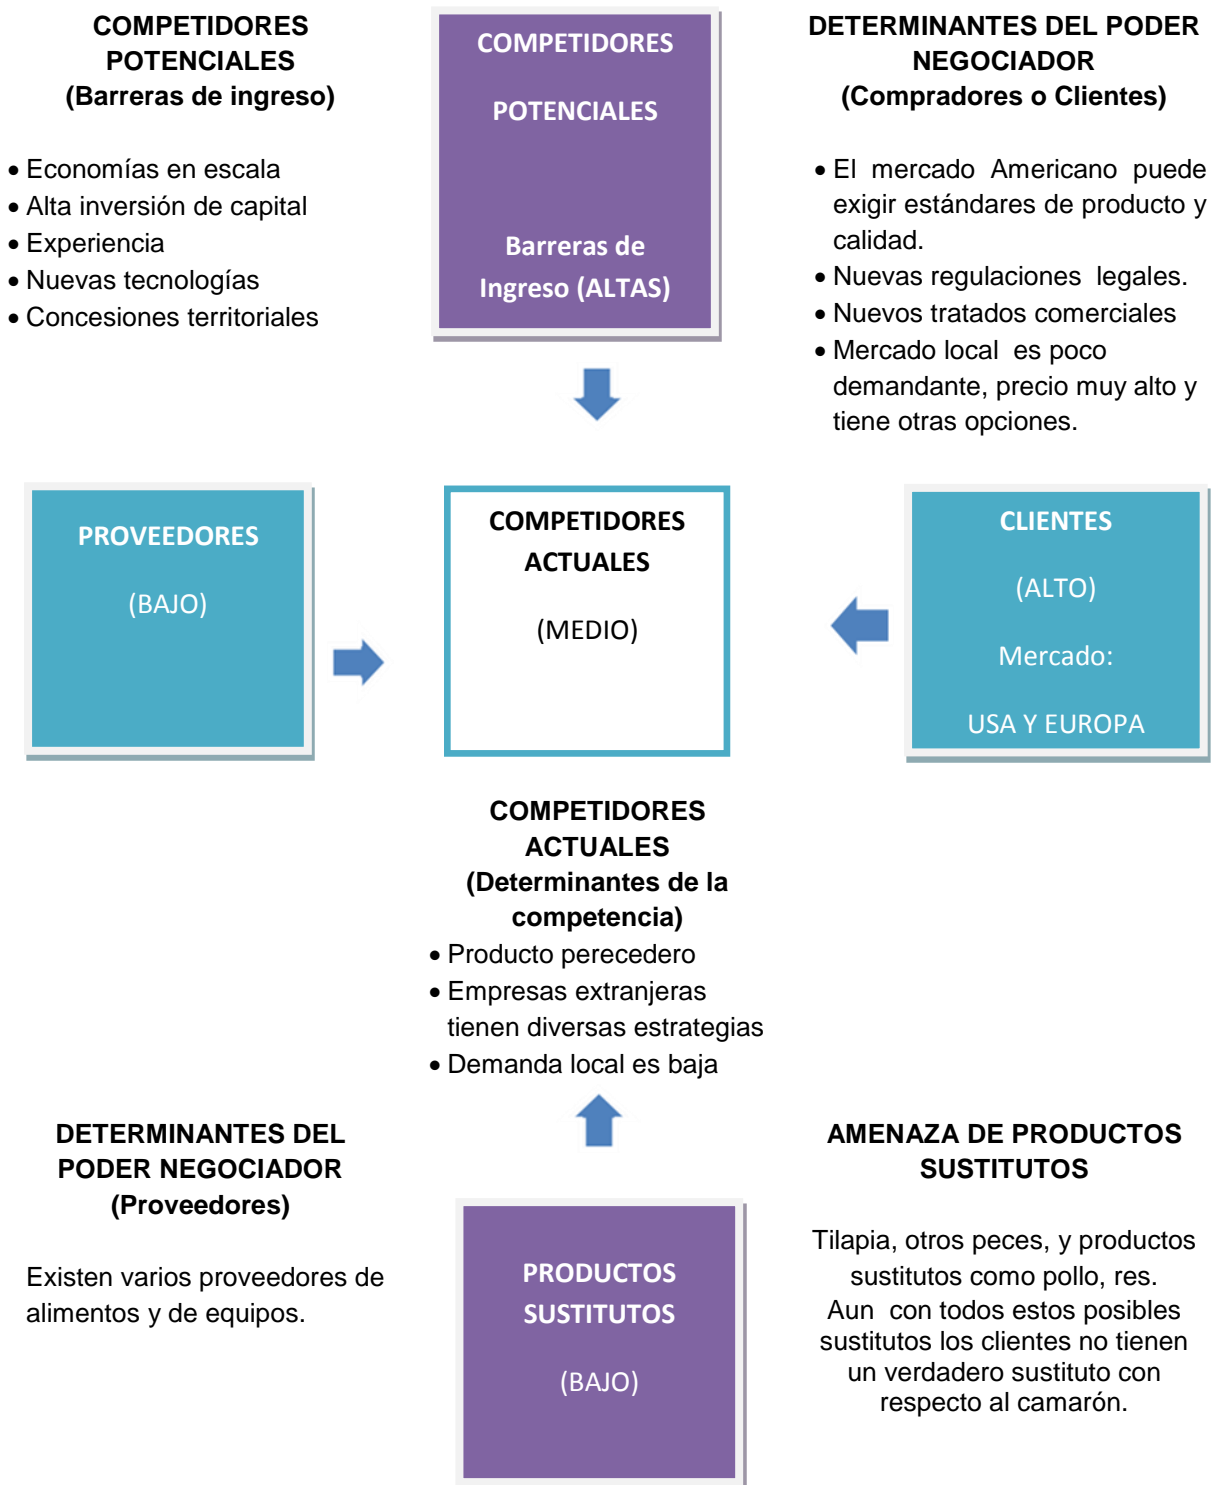 COMPETIDORES
POTENCIALES
(Barreras de ingreso)
• Economías en escala
• Alta inversión de capital
• Experiencia
• Nuevas tecnologías
• Concesiones territoriales
COMPETIDORES
POTENCIALES
Barreras de
Ingreso (ALTAS)
DETERMINANTES DEL PODER
NEGOCIADOR
(Compradores o Clientes)
• El mercado Americano puede
exigir estándares de producto y
calidad.
• Nuevas regulaciones legales.
• Nuevos tratados comerciales
• Mercado local es poco
demandante, precio muy alto y
tiene otras opciones.
PROVEEDORES
(BAJO)
COMPETIDORES
ACTUALES
(MEDIO)
CLIENTES
(ALTO)
Mercado:
USA Y EUROPA
COMPETIDORES
ACTUALES
(Determinantes de la
competencia)
• Producto perecedero
• Empresas extranjeras
tienen diversas estrategias
• Demanda local es baja
DETERMINANTES DEL
PODER NEGOCIADOR
(Proveedores)
Existen varios proveedores de
alimentos y de equipos.
PRODUCTOS
SUSTITUTOS
(BAJO)
AMENAZA DE PRODUCTOS
SUSTITUTOS
Tilapia, otros peces, y productos
sustitutos como pollo, res.
Aun con todos estos posibles
sustitutos los clientes no tienen
un verdadero sustituto con
respecto al camarón.